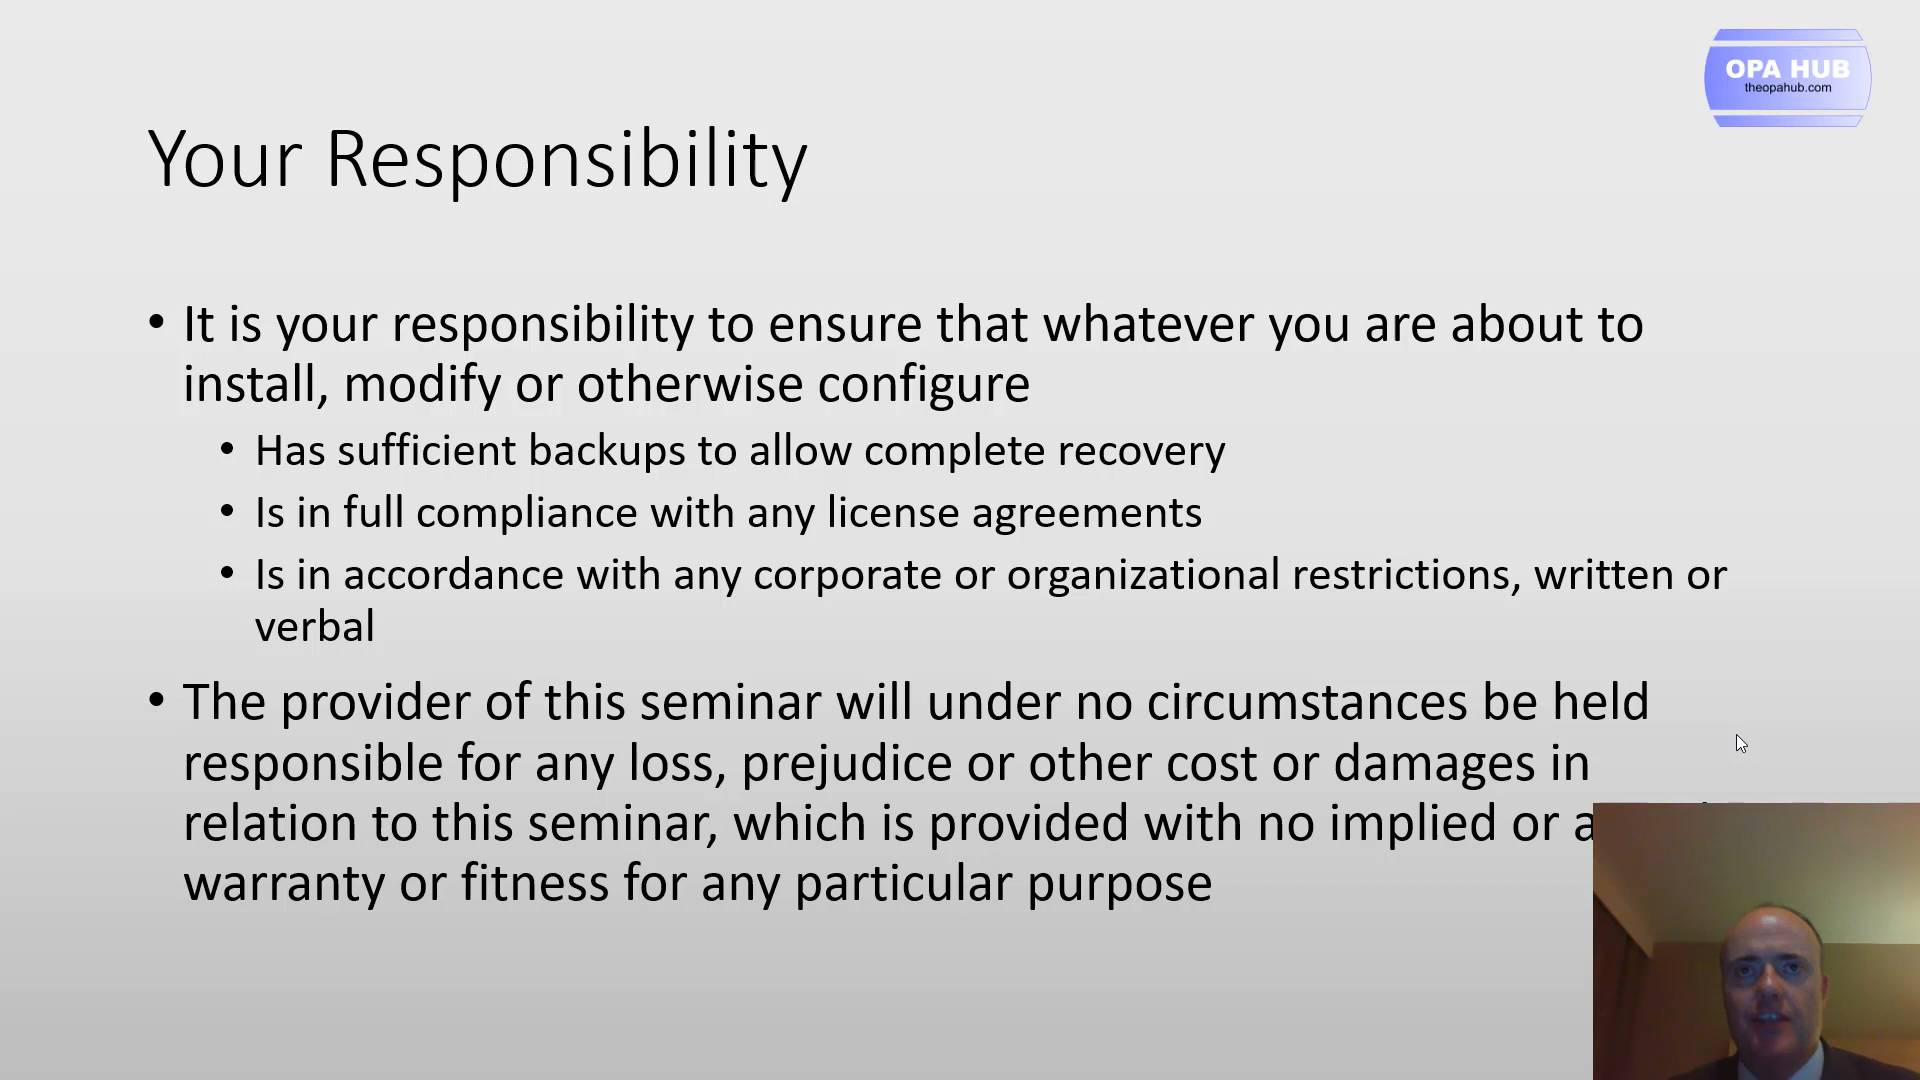 OPA HUB
theopahub.com
Your Responsibility
• It is your responsibility to ensure that whatever you are about to
install, modify or otherwise configure
• Has sufficient backups to allow complete recovery
• Is in full compliance with any license agreements
• Is in accordance with any corporate or organizational restrictions, written or
verbal
• The provider of this seminar will under no circumstances be held
responsible for any loss, prejudice or other cost or damages in
relation to this seminar, which is provided with no implied or
warranty or fitness for any particular purpose